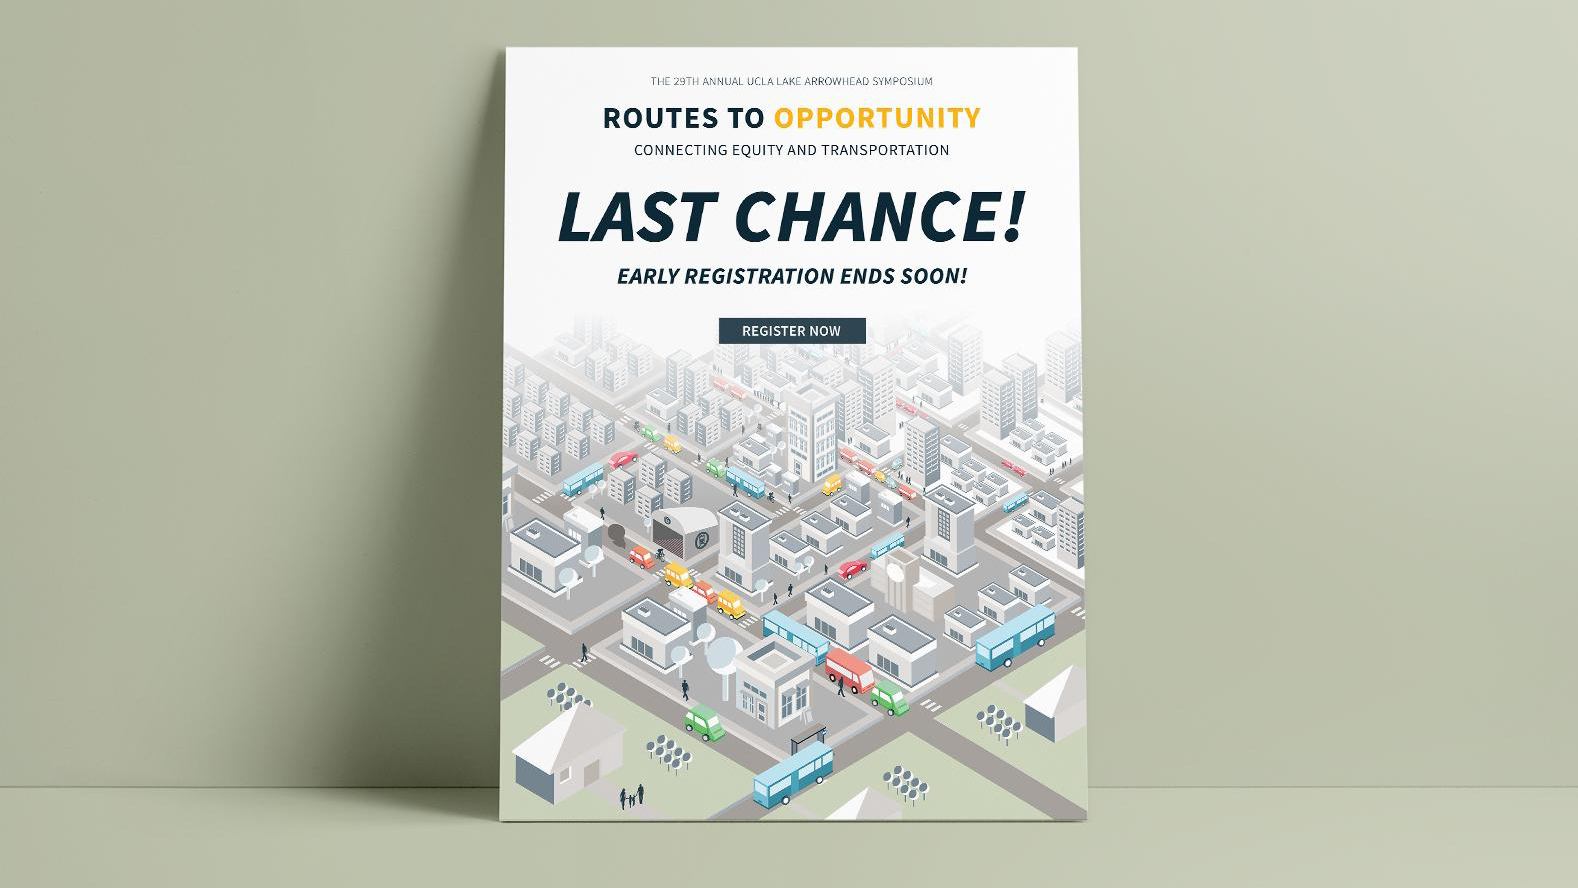 THE 29TH ANNUAL UCLA LAKE ARROWHEAD SYMPOSIUM
ROUTES TO OPPORTUNITY
CONNECTING EQUITY AND TRANSPORTATION
LAST CHANCE!
EARLY REGISTRATION ENDS SOON!
REGISTER NOW